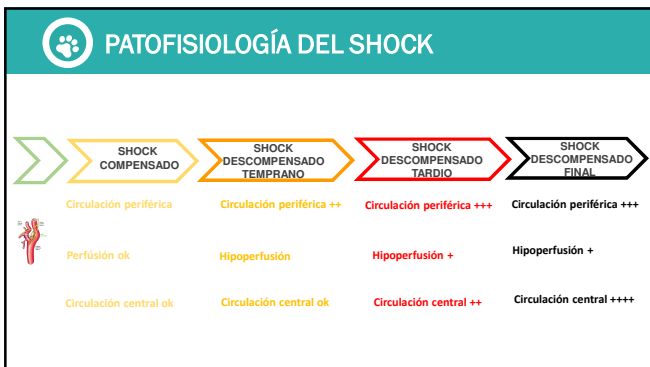 PATOFISIOLOGÍA DEL SHOCK
SHOCK
COMPENSADO
SHOCK
DESCOMPENSADO
TEMPRANO
SHOCK
DESCOMPENSADO
TARDIO
SHOCK
DESCOMPENSADO
FINAL
Circulación periférica
Circulación periférica ++
Circulación periférica +++
Circulación periférica +++
Perfúsión ok
Hipoperfusión
Hipoperfusión +
Hipoperfusión +
Circulación central ok
Circulación central ok
Circulación central ++
Circulación central ++++